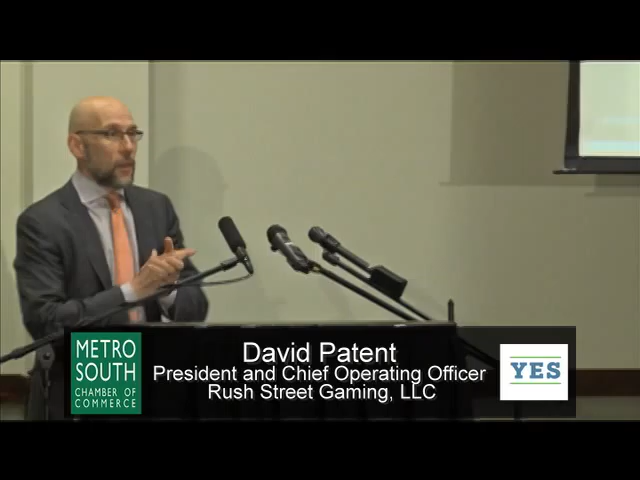 METRO
SOUTH
CHAMBER OF
COMMERCE
David Patent
President and Chief Operating Officer
Rush Street Gaming, LLC
YES